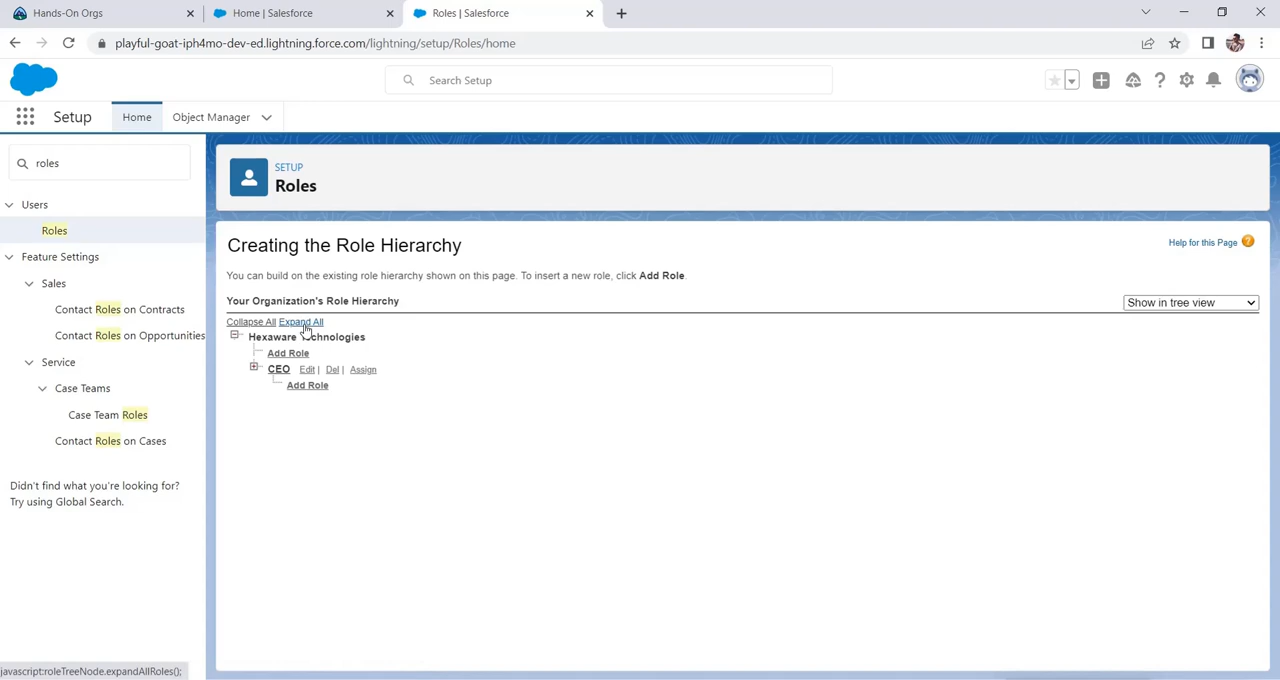 Hands-On Orgs
Home | Salesforce
Roles | Salesforce
playful-goat-iph4mo-dev-ed.lightning.force.com/lightning/setup/Roles/home
Search Setup
Setup
Home
Object Manager
roles
Users
Roles
Feature Settings
Sales
Contact Roles on Contracts
Contact Roles on Opportunities
Service
Case Teams
Case Team Roles
Contact Roles on Cases
Didn't find what you're looking for?
Try using Global Search.
SETUP
Roles
Creating the Role Hierarchy
Help for this Page
You can build on the existing role hierarchy shown on this page. To insert a new role, click Add Role.
Your Organization's Role Hierarchy
Show in tree view
Collapse All Expand All
Hexaware Technologies
Add Role
CEO Edit | Del | Assign
Add Role
javascript:roleTreeNode.expandAllRoles();